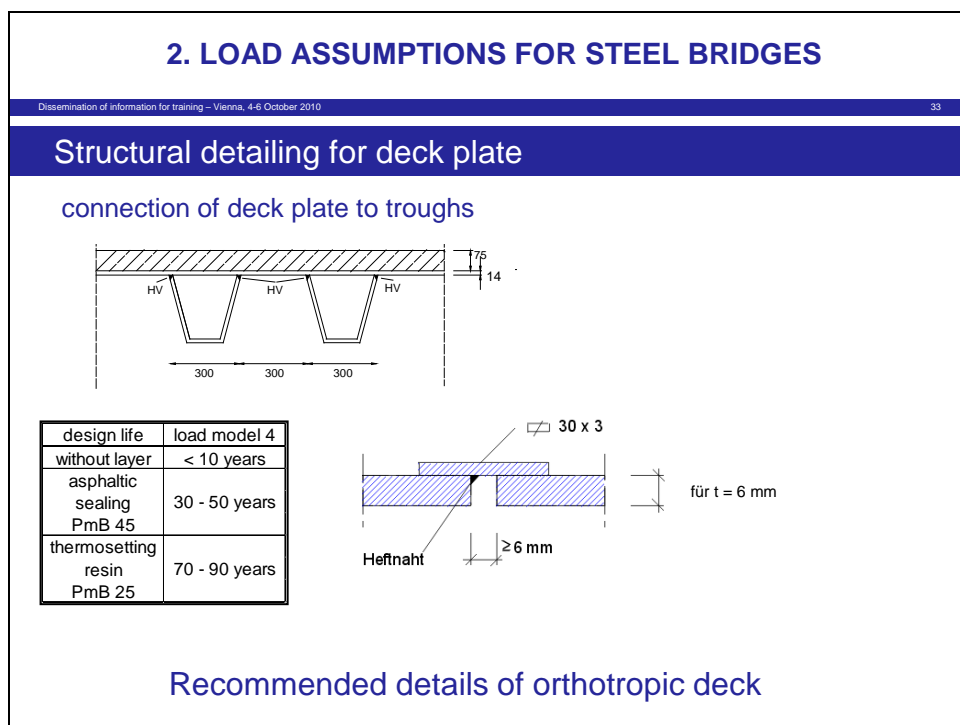 2. LOAD ASSUMPTIONS FOR STEEL BRIDGES
Dissemination of information for training – Vienna, 4-6 October 2010 33
Structural detailing for deck plate
connection of deck plate to troughs
75
14
HV HV HV
300 300 300
design life load model 4
without layer < 10 years
asphaltic
sealing
PmB 45
30 - 50 years
thermosetting
resin
PmB 25
70 - 90 years
30 x 3
für t = 6 mm
Heftnaht
≥6 mm
Recommended details of orthotropic deck